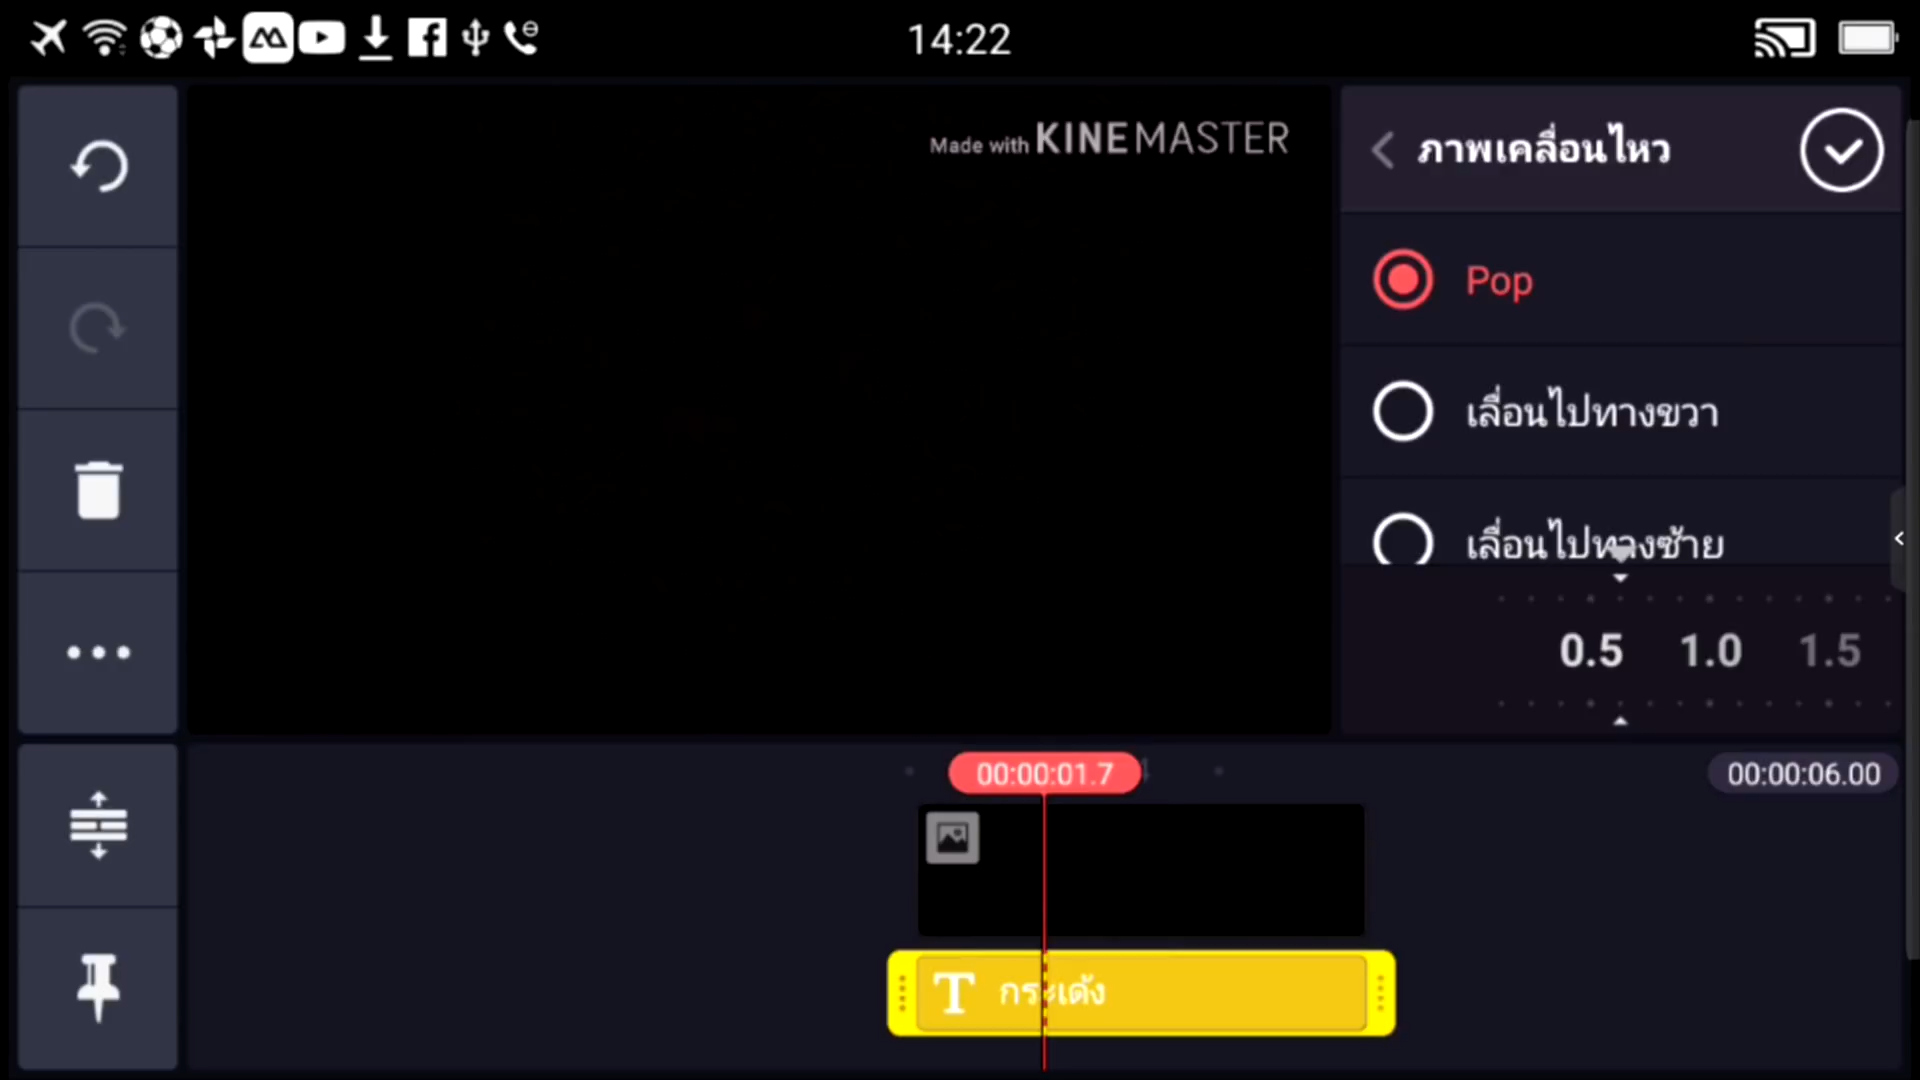 14:22
Made with KINEMASTER
ภาพเคลื่อนไหว
Pop
เลื่อนไปทางขวา
เลื่อนไปทางซ้าย
0.5 1.0 1.5
00:00:01.7
00:00:06.00
T กระเด้ง